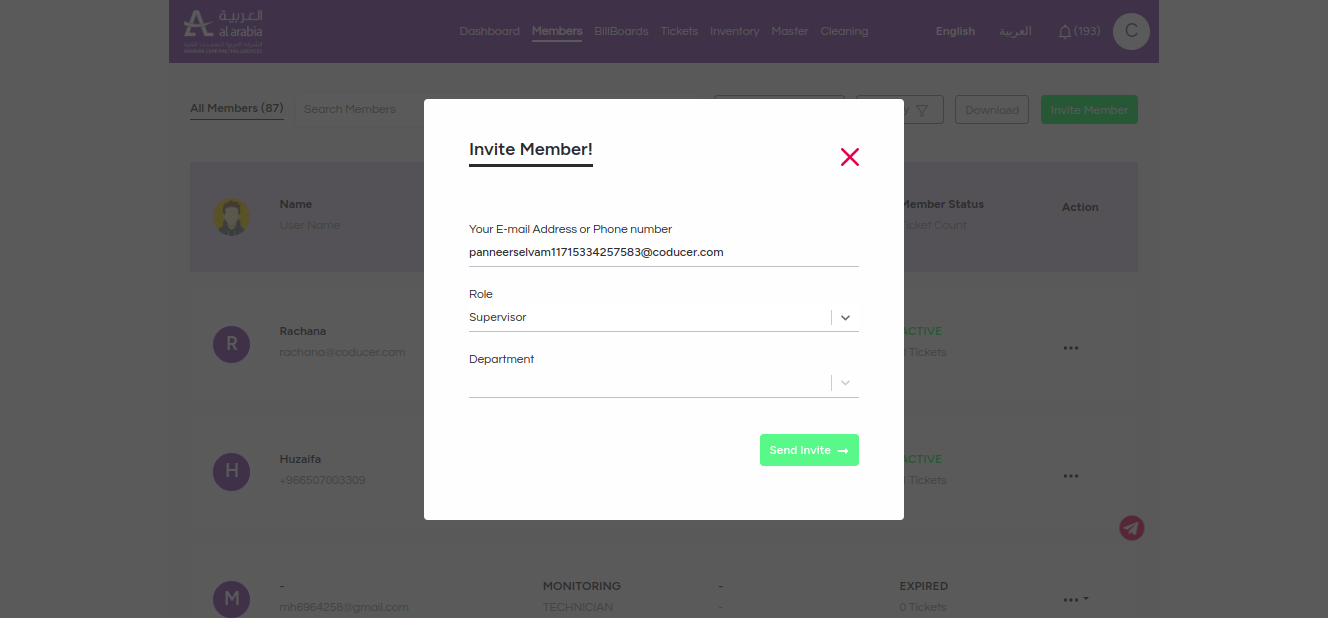 العربية
al arabia
Dashboard Members BillBoards Tickets Inventory Master Cleaning English العربية (193) C
All Members (87) Search Members Download Invite Member
Invite Member!
Name
User Name
Member Status
Ticket Count
Action
Your E-mail Address or Phone number
panneerselvam11715334257583@coducer.com
Role
Supervisor
Department
Send Invite →
R
Rachana
rachana@coducer.com
ACTIVE
Tickets
H
Huzaifa
+966507003309
ACTIVE
Tickets
M
- MONITORING - EXPIRED
mh6964258@gmail.com TECHNICIAN - 0 Tickets